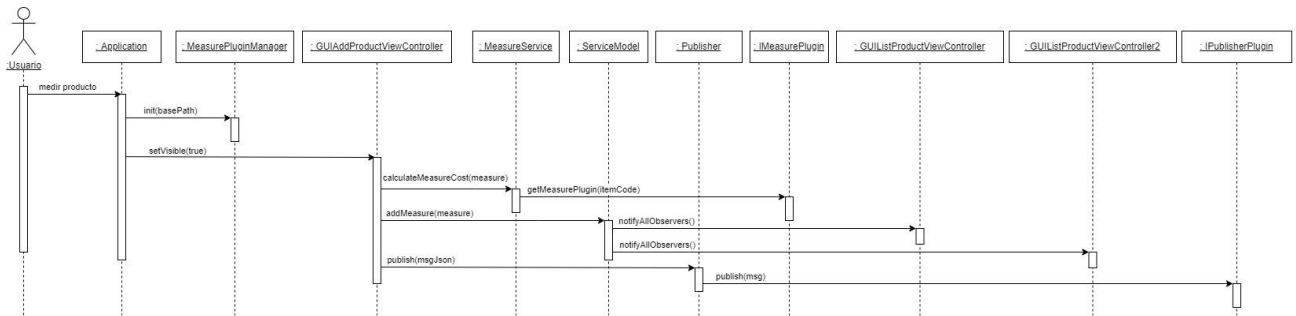 : Application
: MeasurePluginManager
: GUIAddProductViewController
: MeasureService
: ServiceModel
: Publisher
: IMeasurePlugin
: GUIListProductViewController
: GUIListProductViewController2
: IPublisherPlugin
:Usuario
medir producto
init(basePath)
setVisible(true)
calculateMeasureCost(measure)
getMeasurePlugin(itemCode)
addMeasure(measure)
notifyAllObservers()
notifyAllObservers()
publish(msgJson)
publish(msg)